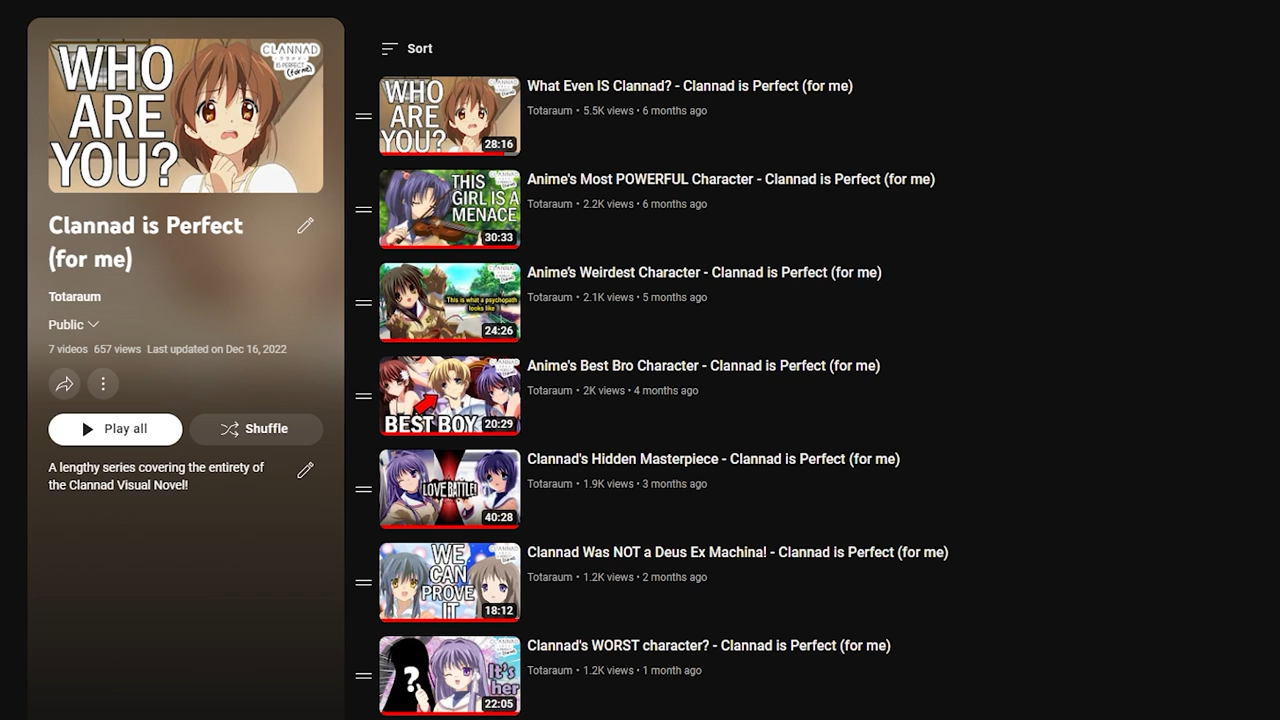 WHO
ARE
YOU?
CLANNAD
IS PERFECT
(for me)
Clannad is Perfect
(for me)
Totaraum
Public
7 videos 657 views Last updated on Dec 16, 2022
Play all
Shuffle
A lengthy series covering the entirety of
the Clannad Visual Novel!
Sort
WHO
ARE
YOU?
28:16
What Even IS Clannad? - Clannad is Perfect (for me)
Totaraum • 5.5K views • 6 months ago
THIS
GIRL IS A
MENACE
30:33
Anime's Most POWERFUL Character - Clannad is Perfect (for me)
Totaraum • 2.2K views • 6 months ago
This is what a psychopath
looks like
24:26
Anime's Weirdest Character - Clannad is Perfect (for me)
Totaraum • 2.1K views • 5 months ago
BEST BOY
20:29
Anime's Best Bro Character - Clannad is Perfect (for me)
Totaraum • 2K views • 4 months ago
LOVE BATTLE!
40:28
Clannad's Hidden Masterpiece - Clannad is Perfect (for me)
Totaraum • 1.9K views • 3 months ago
WE
CAN
PROVE
IT
18:12
Clannad Was NOT a Deus Ex Machina! - Clannad is Perfect (for me)
Totaraum • 1.2K views • 2 months ago
?
It's
her
22:05
Clannad's WORST character? - Clannad is Perfect (for me)
Totaraum • 1.2K views • 1 month ago